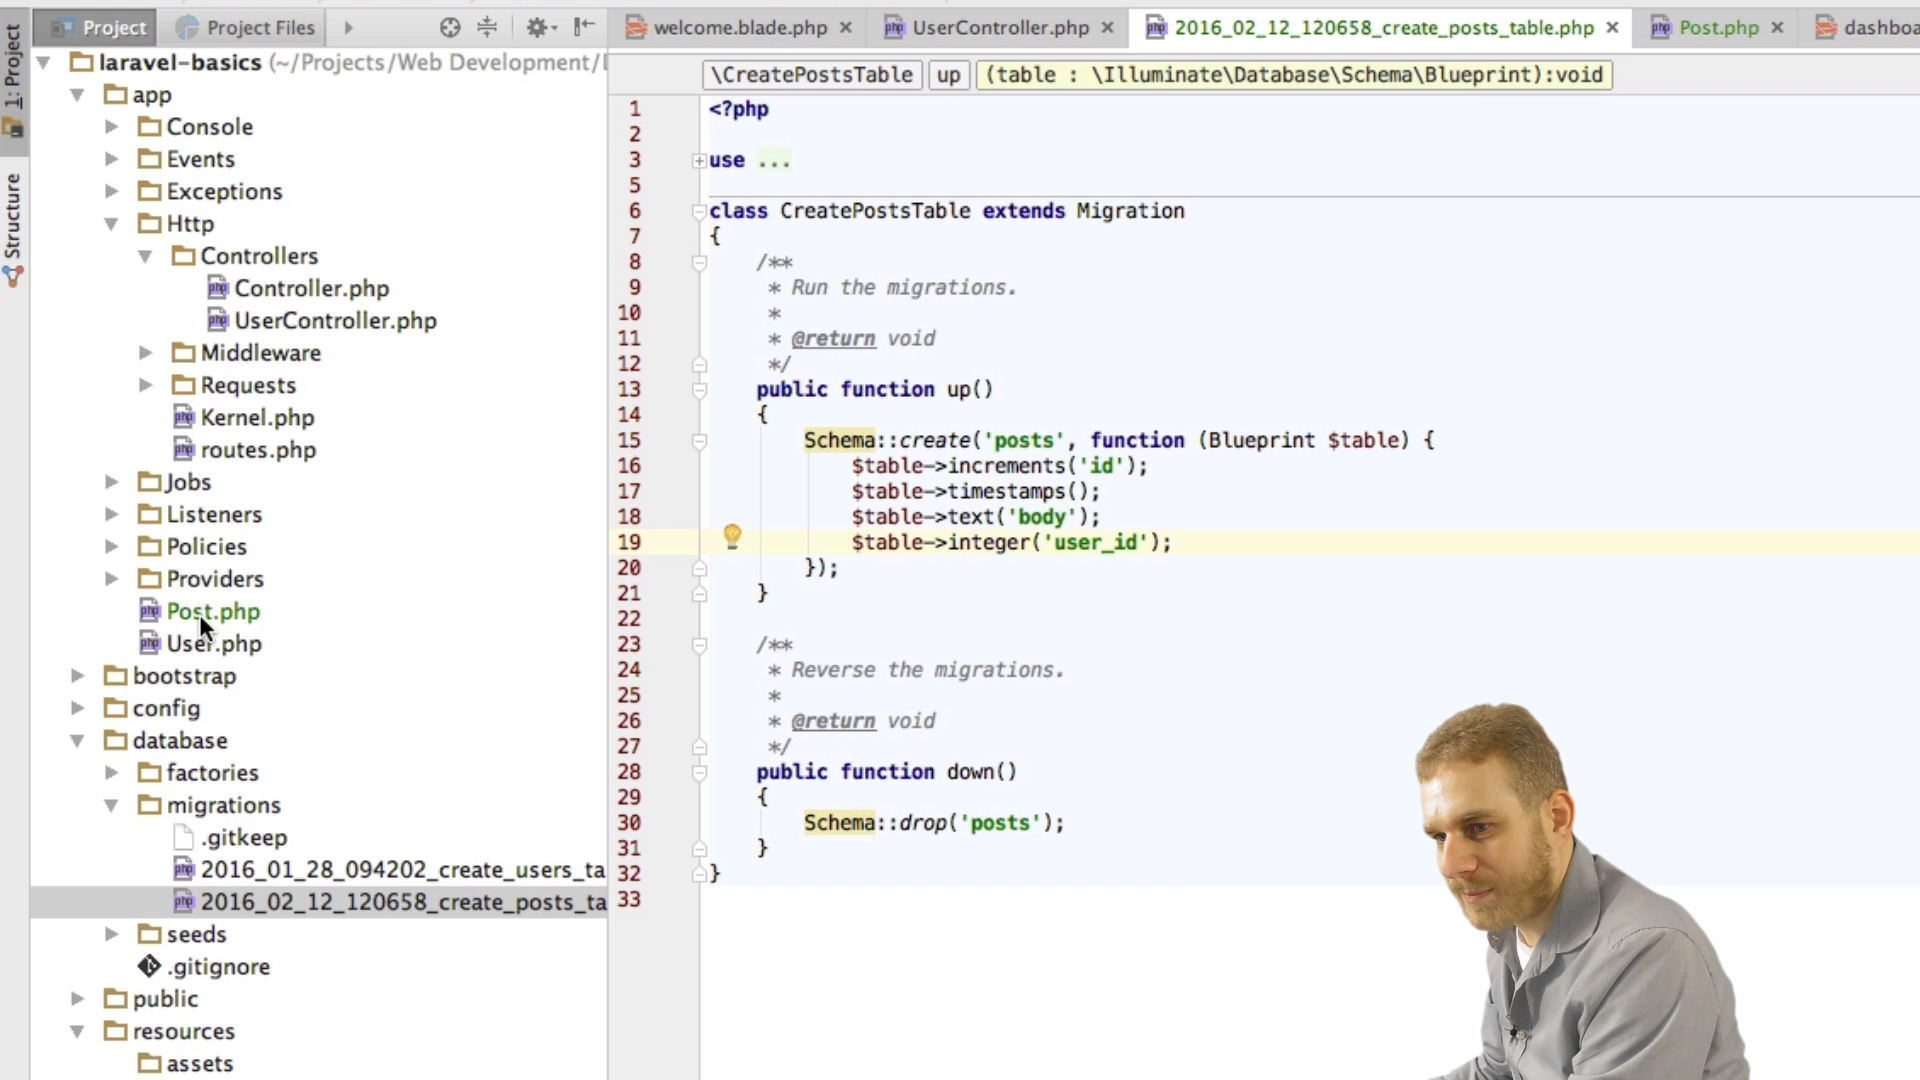 Project
Project Files
welcome.blade.php
UserController.php
2016_02_12_120658_create_posts_table.php
Post.php
dashboa
1: Project
Structure
laravel-basics (~/Projects/Web Development/
app
Console
Events
Exceptions
Http
Controllers
Controller.php
UserController.php
Middleware
Requests
Kernel.php
routes.php
Jobs
Listeners
Policies
Providers
Post.php
User.php
bootstrap
config
database
factories
migrations
.gitkeep
2016_01_28_094202_create_users_ta
2016_02_12_120658_create_posts_ta
seeds
.gitignore
public
resources
assets
\CreatePostsTable up (table : \Illuminate\Database\Schema\Blueprint):void
1 <?php
2
3 use ...
5
6 class CreatePostsTable extends Migration
7 {
8 /**
9 * Run the migrations.
10 *
11 * @return void
12 */
13 public function up()
14 {
15 Schema::create('posts', function (Blueprint $table) {
16 $table->increments('id');
17 $table->timestamps();
18 $table->text('body');
19 $table->integer('user_id');
20 });
21 }
22
23 /**
24 * Reverse the migrations.
25 *
26 * @return void
27 */
28 public function down()
29 {
30 Schema::drop('posts');
31 }
32 }
33